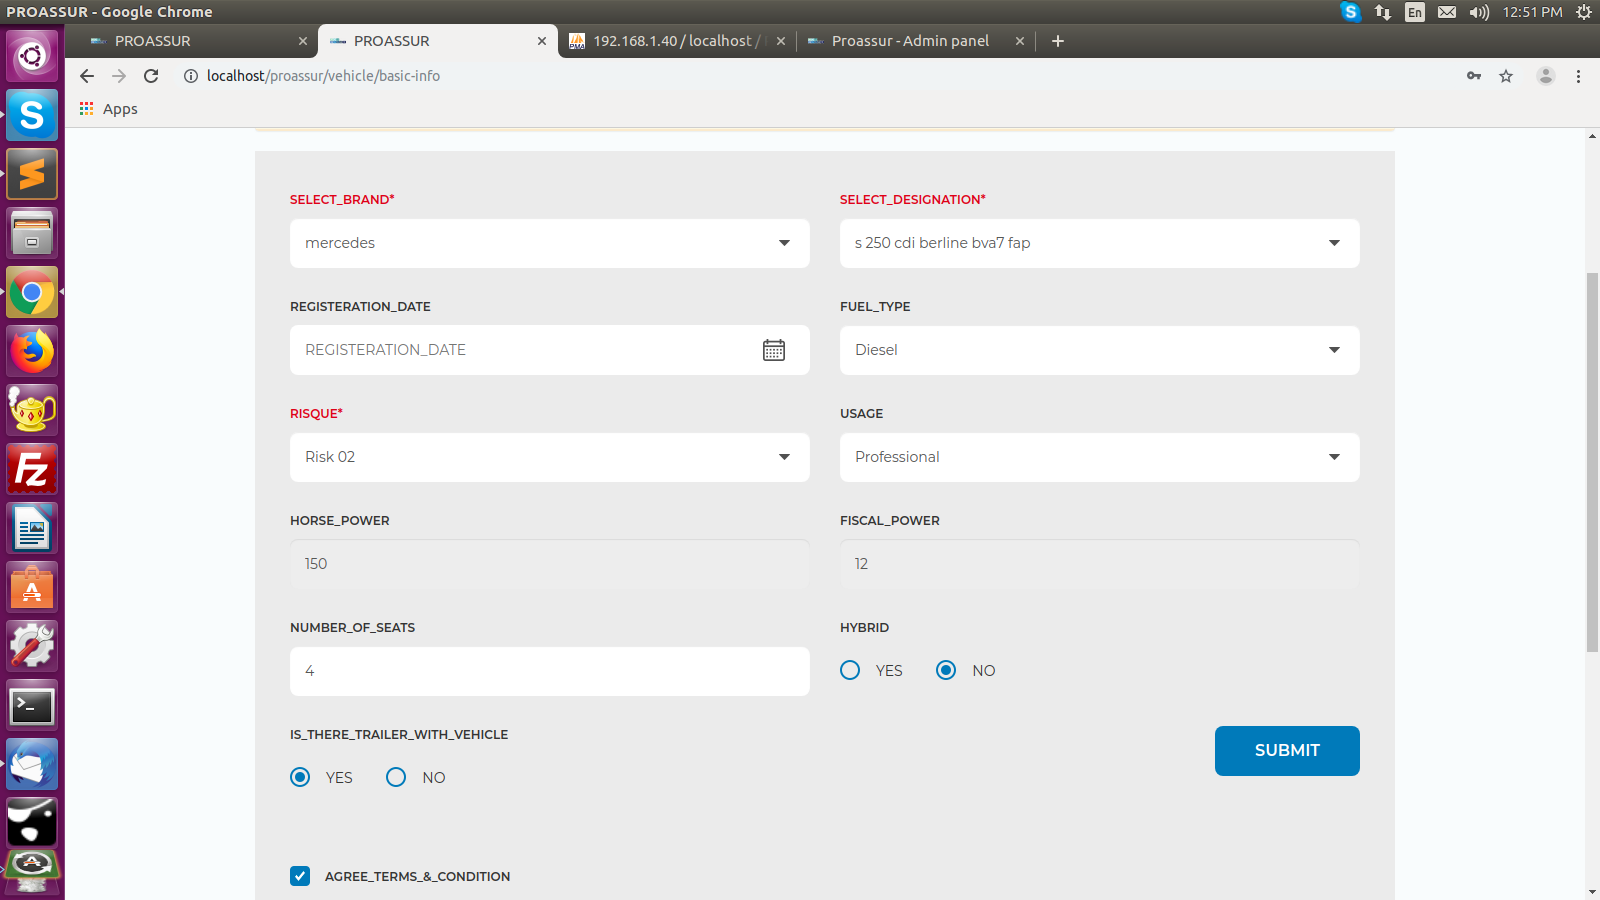 PROASSUR - Google Chrome
En
12:51 PM
PROASSUR
PROASSUR
192.168.1.40 / localhost /
Proassur - Admin panel
localhost/proassur/vehicle/basic-info
Apps
SELECT_BRAND*
SELECT_DESIGNATION*
mercedes
s 250 cdi berline bva7 fap
REGISTERATION_DATE
FUEL_TYPE
REGISTERATION_DATE
Diesel
RISQUE*
USAGE
Risk 02
Professional
HORSE_POWER
FISCAL_POWER
150
12
NUMBER_OF_SEATS
HYBRID
4
YES
NO
IS_THERE_TRAILER_WITH_VEHICLE
SUBMIT
YES
NO
AGREE_TERMS_&_CONDITION